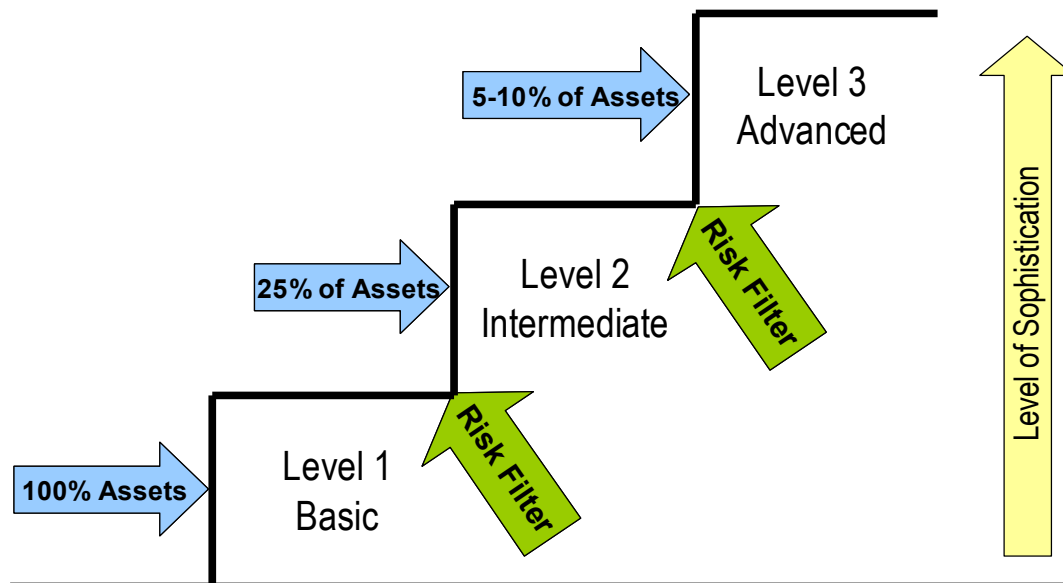 5-10% of Assets
Level 3
Advanced
25% of Assets
Level 2
Intermediate
Risk Filter
100% Assets
Level 1
Basic
Risk Filter
Level of Sophistication